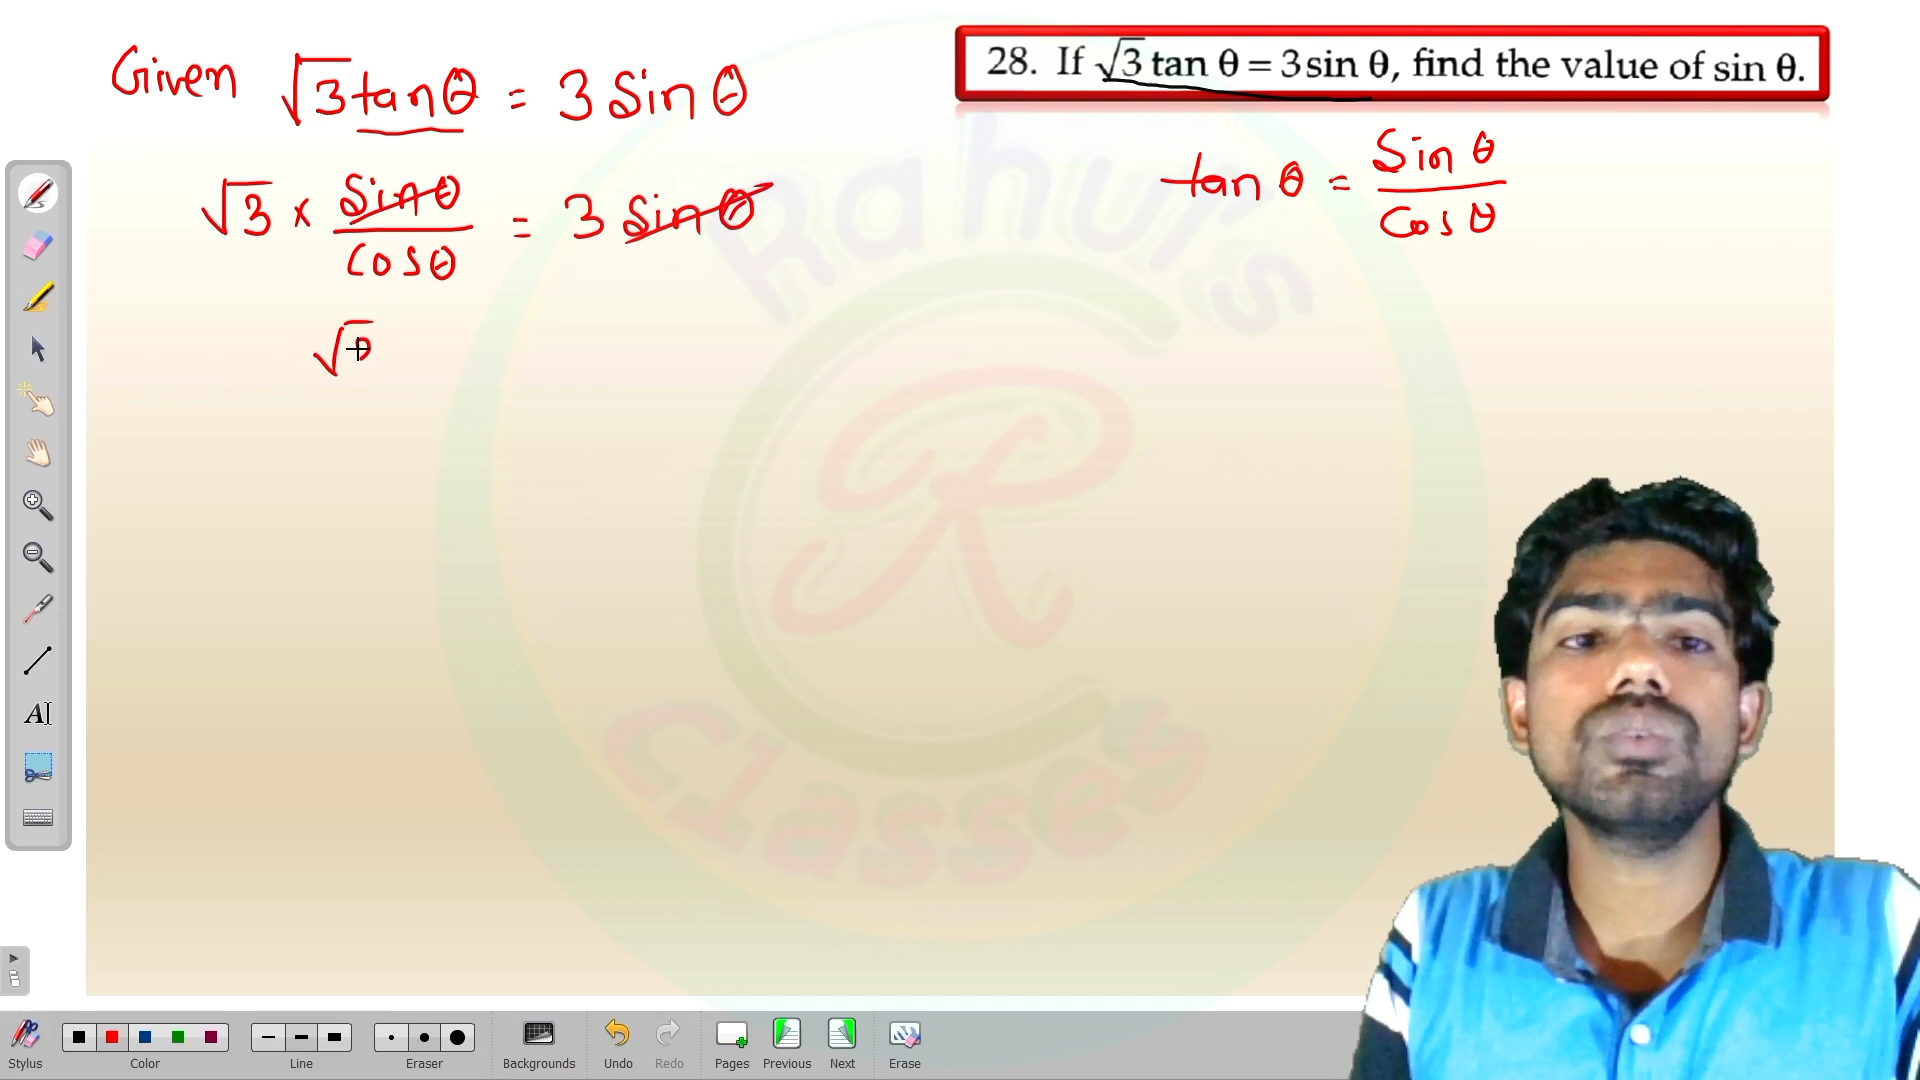 Given √3 tan θ = 3 Sin θ
28. If √3 tan θ = 3 sin θ, find the value of sin θ.
√3 × Sin θ / Cos θ = 3 Sin θ
tan θ = Sin θ / Cos θ
√
Rahul's
R
Classes
AI
Stylus
Color
Line
Eraser
Backgrounds
Undo
Redo
Pages
Previous
Next
Erase